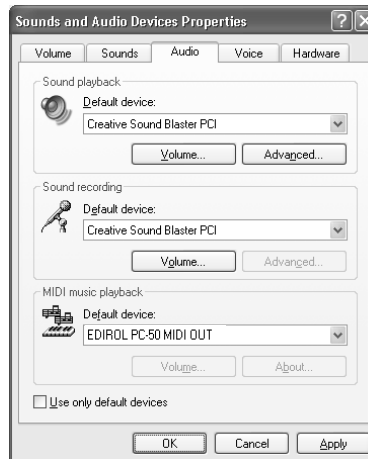 Sounds and Audio Devices Properties
Volume Sounds Audio Voice Hardware
Sound playback
Default device:
Creative Sound Blaster PCI
Volume... Advanced...
Sound recording
Default device:
Creative Sound Blaster PCI
Volume... Advanced...
MIDI music playback
Default device:
EDIROL PC-50 MIDI OUT
Volume... About...
Use only default devices
OK Cancel Apply